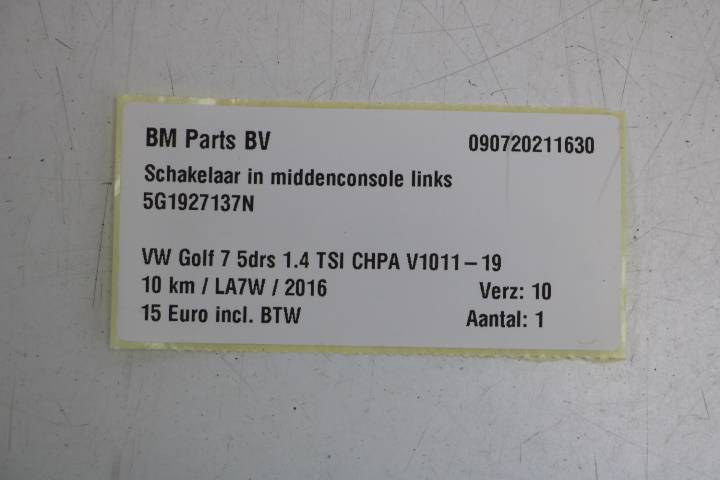 BM Parts BV 090720211630
Schakelaar in middenconsole links
5G1927137N
VW Golf 7 5drs 1.4 TSI CHPA V1011-19
10 km / LA7W / 2016 Verz: 10
15 Euro incl. BTW Aantal: 1